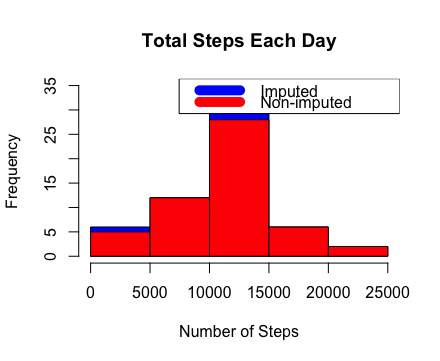 Total Steps Each Day
Imputed
Non-imputed
35
25
15
5
0
Frequency
0 5000 10000 15000 20000 25000
Number of Steps